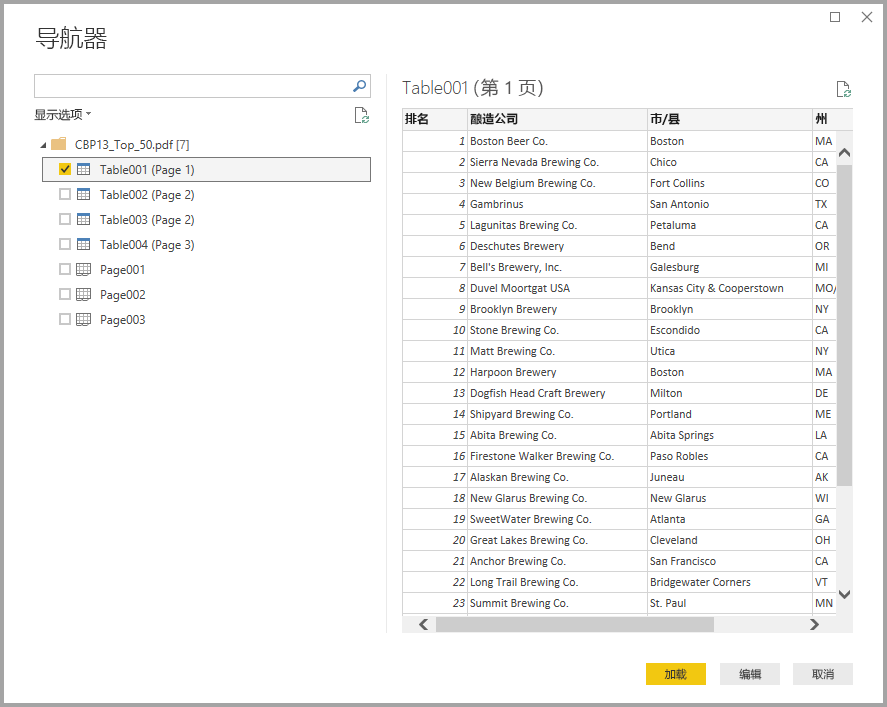 导航器
显示选项
CBP13_Top_50.pdf [7]
Table001 (Page 1)
Table002 (Page 2)
Table003 (Page 2)
Table004 (Page 3)
Page001
Page002
Page003
Table001 (第 1 页)
排名 酿造公司 市/县 州
1 Boston Beer Co. Boston MA
2 Sierra Nevada Brewing Co. Chico CA
3 New Belgium Brewing Co. Fort Collins CO
4 Gambrinus San Antonio TX
5 Lagunitas Brewing Co. Petaluma CA
6 Deschutes Brewery Bend OR
7 Bell's Brewery, Inc. Galesburg MI
8 Duvel Moortgat USA Kansas City & Cooperstown MO/
9 Brooklyn Brewery Brooklyn NY
10 Stone Brewing Co. Escondido CA
11 Matt Brewing Co. Utica NY
12 Harpoon Brewery Boston MA
13 Dogfish Head Craft Brewery Milton DE
14 Shipyard Brewing Co. Portland ME
15 Abita Brewing Co. Abita Springs LA
16 Firestone Walker Brewing Co. Paso Robles CA
17 Alaskan Brewing Co. Juneau AK
18 New Glarus Brewing Co. New Glarus WI
19 SweetWater Brewing Co. Atlanta GA
20 Great Lakes Brewing Co. Cleveland OH
21 Anchor Brewing Co. San Francisco CA
22 Long Trail Brewing Co. Bridgewater Corners VT
23 Summit Brewing Co. St. Paul MN
加载 编辑 取消